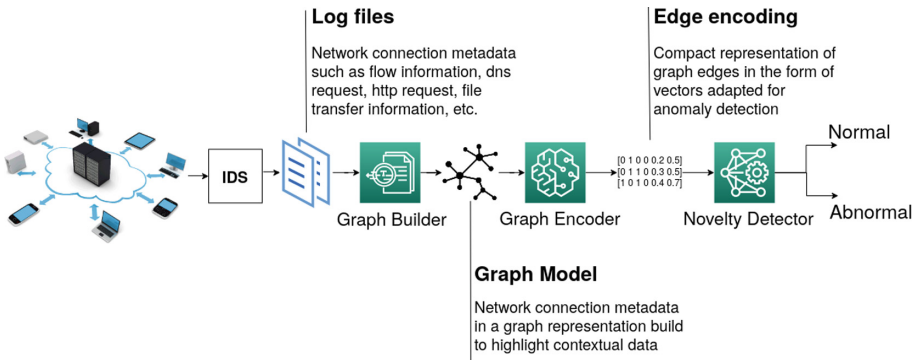 Log files
Network connection metadata
such as flow information, dns
request, http request, file
transfer information, etc.
Edge encoding
Compact representation of
graph edges in the form of
vectors adapted for
anomaly detection
IDS
Graph Builder
Graph Encoder
[0 1 0 0 0.2 0.5]
[0 1 1 0 0.3 0.5]
[1 0 1 0 0.4 0.7]
Novelty Detector
Normal
Abnormal
Graph Model
Network connection metadata
in a graph representation build
to highlight contextual data